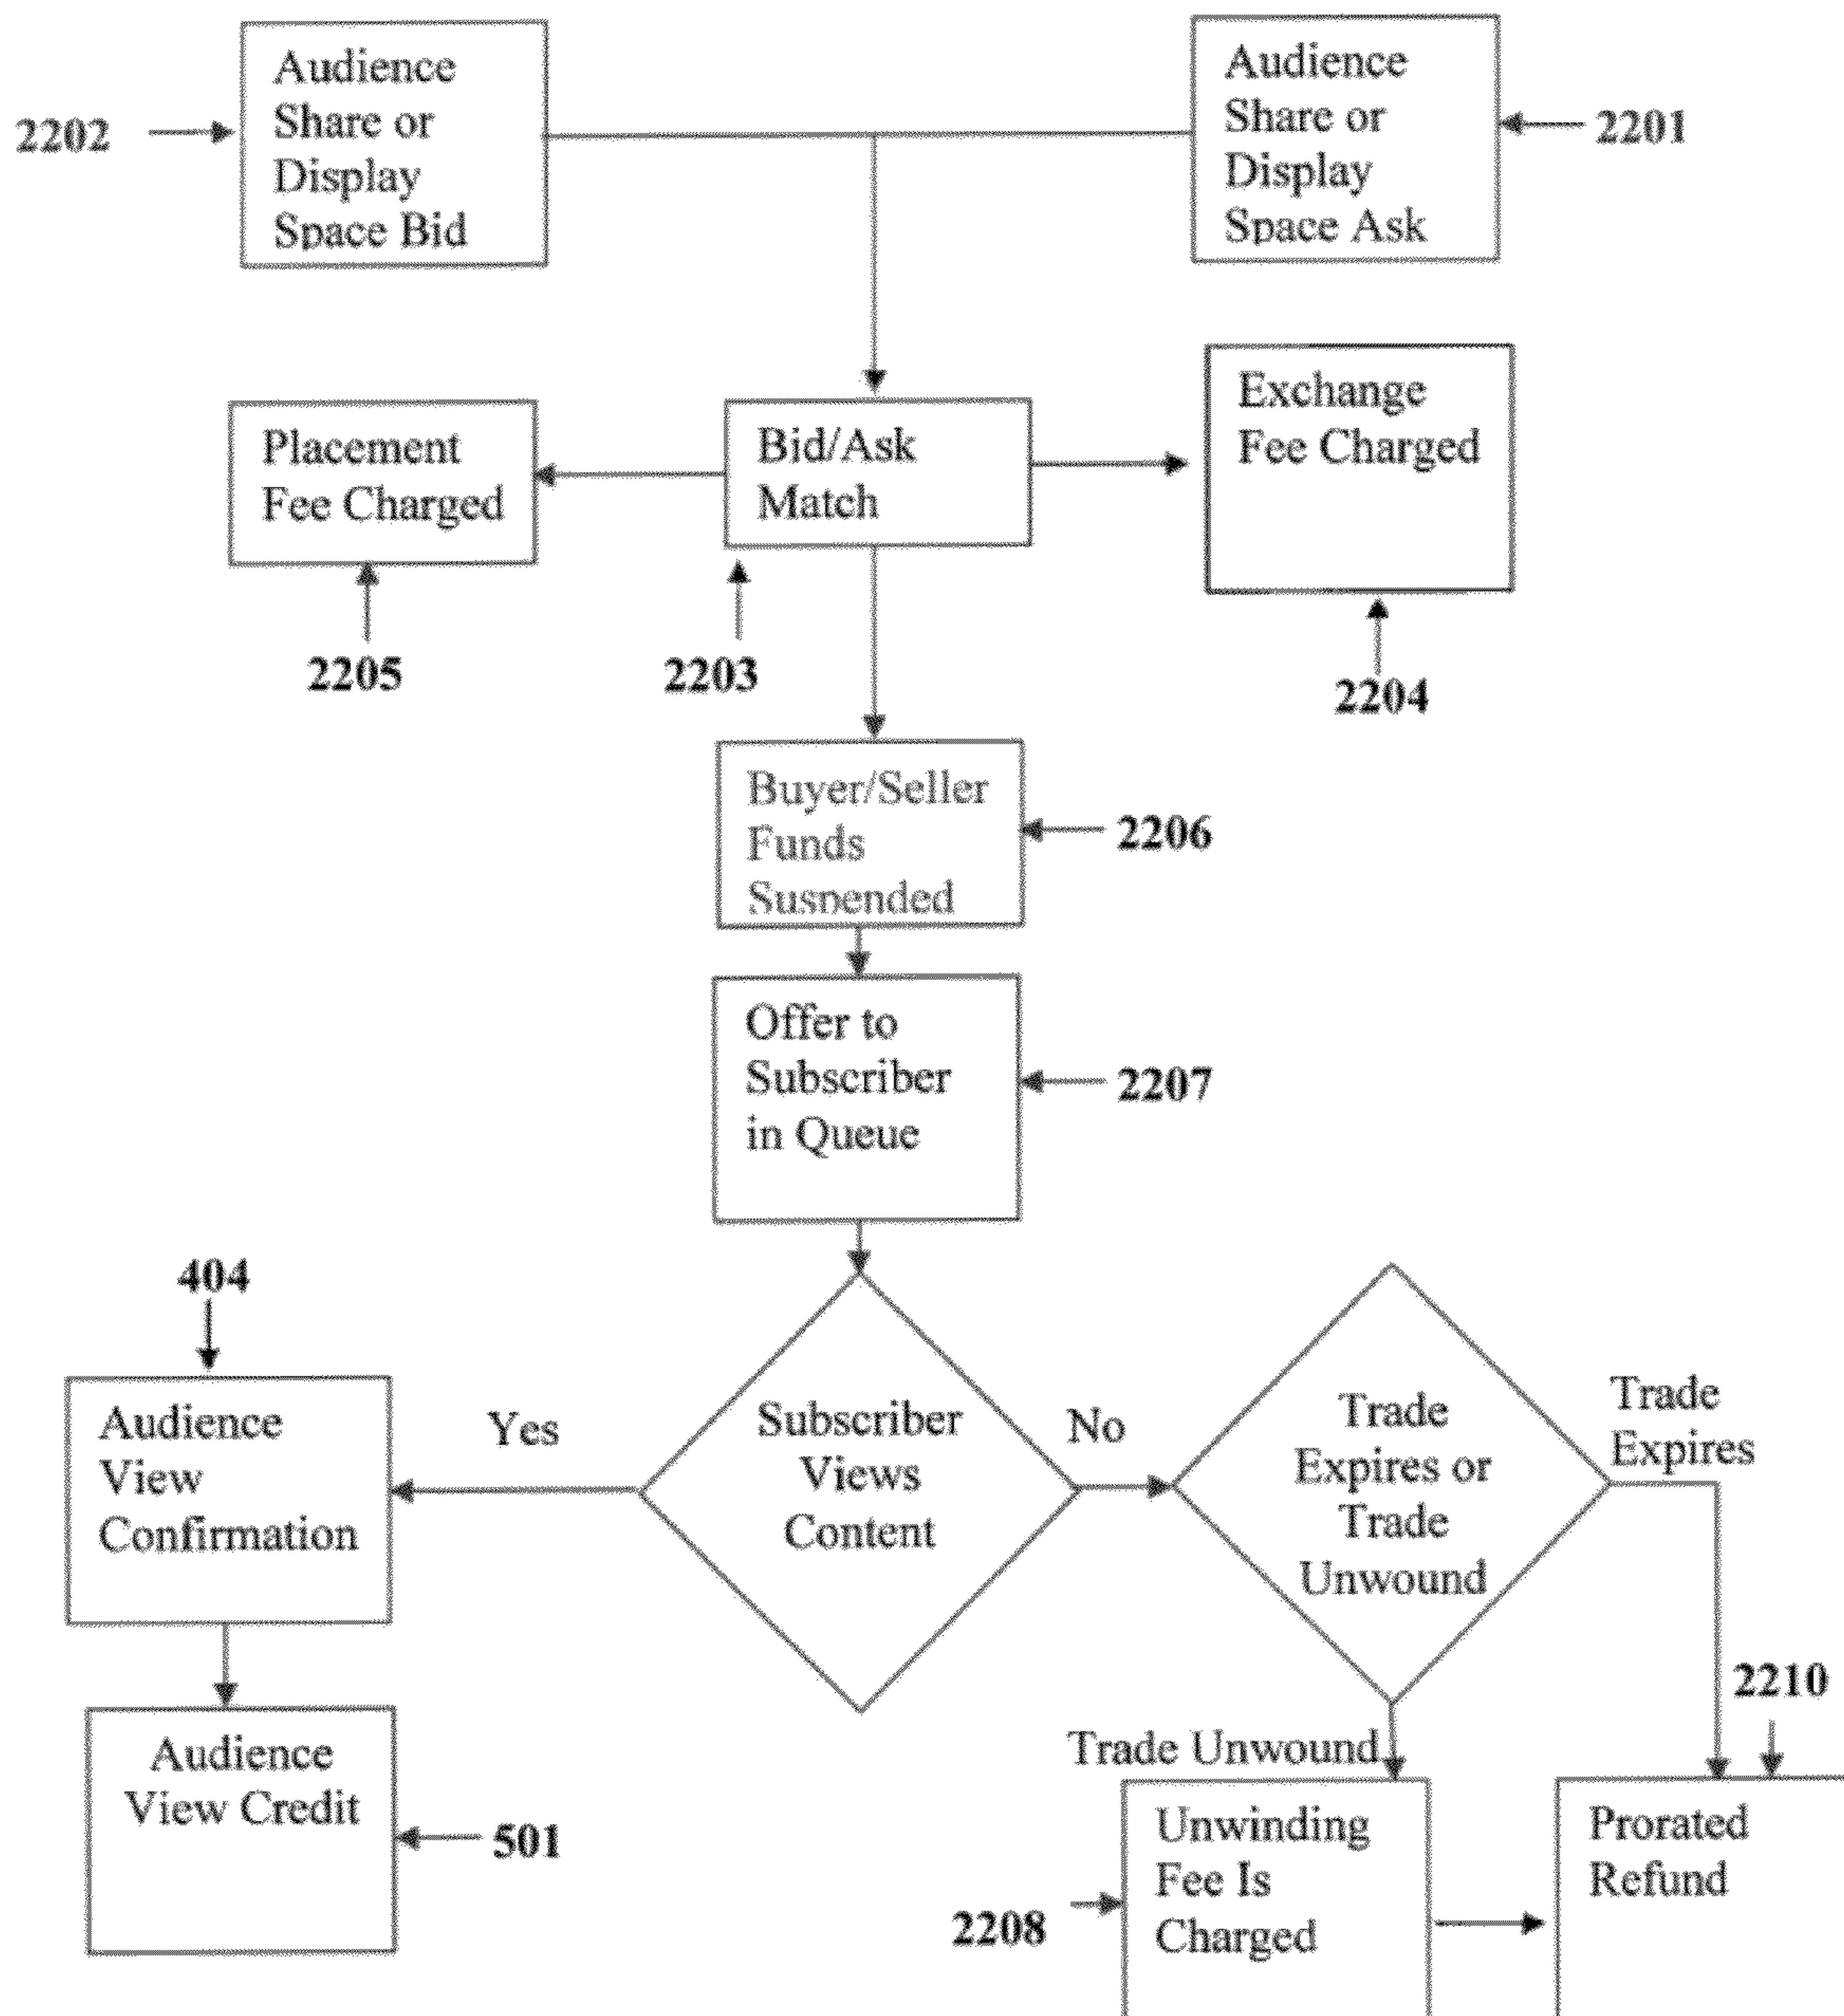 2202
Audience
Share or
Display
Space Bid
Audience
Share or
Display
Space Ask
2201
Placement
Fee Charged
Bid/Ask
Match
Exchange
Fee Charged
2205
2203
2204
Buyer/Seller
Funds
Suspended
2206
Offer to
Subscriber
in Queue
2207
404
Audience
View
Confirmation
Yes
Subscriber
Views
Content
No
Trade
Expires or
Trade
Unwound
Trade
Expires
2210
Audience
View Credit
501
Trade Unwound
Unwinding
Fee Is
Charged
2208
Prorated
Refund